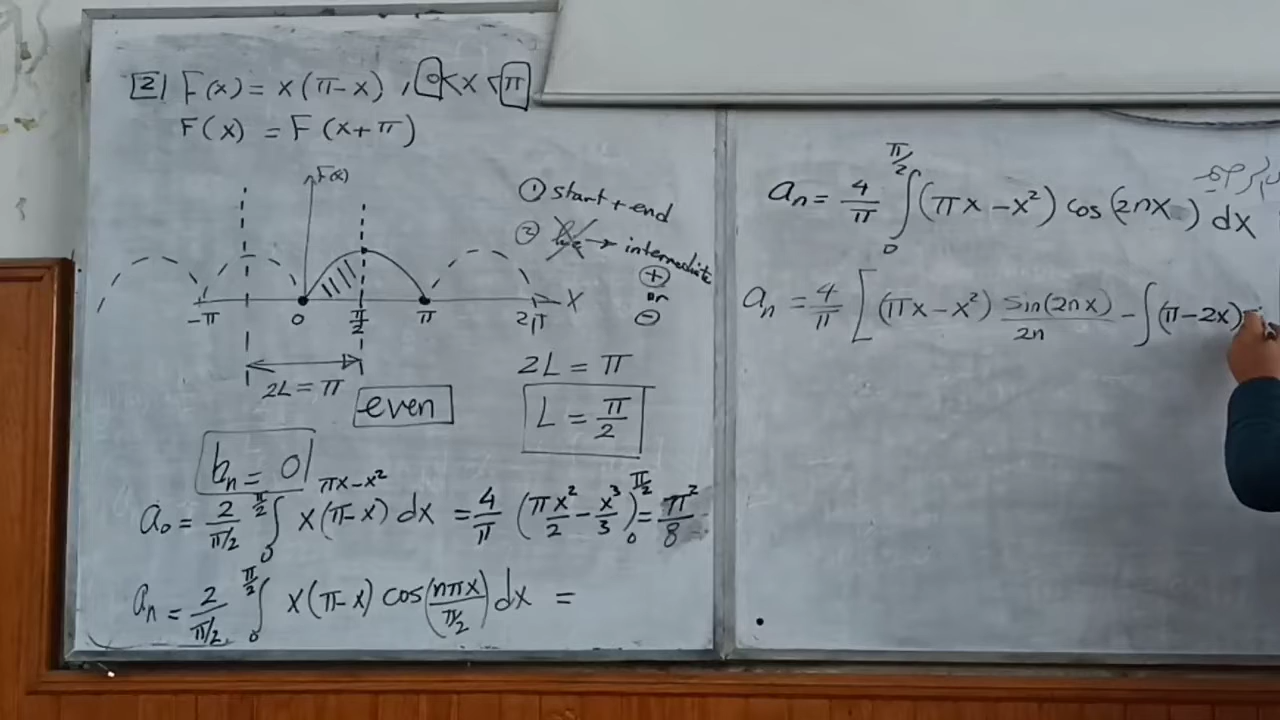 [2] F(x) = x(π-x) , 0<x<π
F(x) = F(x+π)
F(x)
① start + end
② → intermediate
⊕
or
⊖
-π 0 π/2 π 2π X
2L = π
2L = π
even
L = π/2
bₙ = 0
πx-x²
a₀ = 2/(π/2) ∫₀^(π/2) x(π-x) dx = 4/π (πx²/2 - x³/3)₀^(π/2) = π²/8
aₙ = 2/(π/2) ∫₀^(π/2) x(π-x) cos(nπx/(π/2)) dx =
aₙ = 4/π ∫₀^(π/2) (πx-x²) cos(2nx ) dx
aₙ = 4/π [ (πx-x²) sin(2nx)/2n - ∫(π-2x)